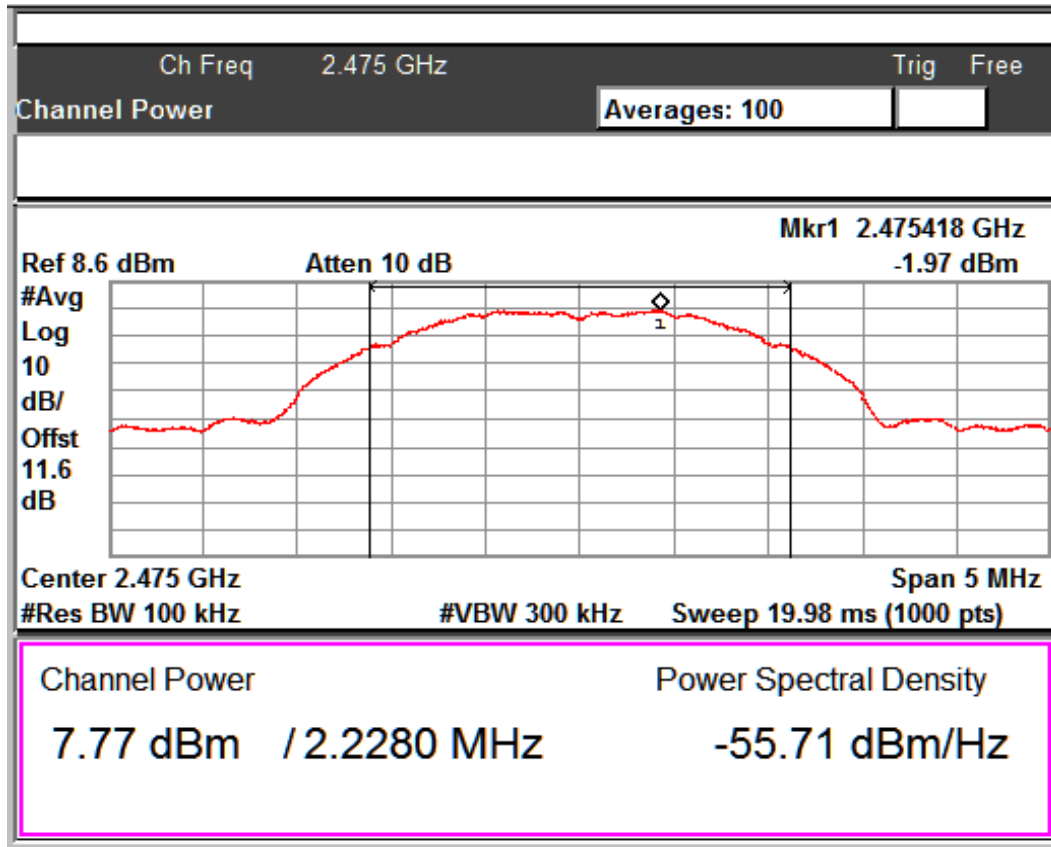 Ch Freq 2.475 GHz Trig Free
Channel Power Averages: 100
Mkr1 2.475418 GHz
Ref 8.6 dBm Atten 10 dB -1.97 dBm
#Avg
Log
10
dB/
Offst
11.6
dB
1
Center 2.475 GHz Span 5 MHz
#Res BW 100 kHz #VBW 300 kHz Sweep 19.98 ms (1000 pts)
Channel Power Power Spectral Density
7.77 dBm / 2.2280 MHz -55.71 dBm/Hz